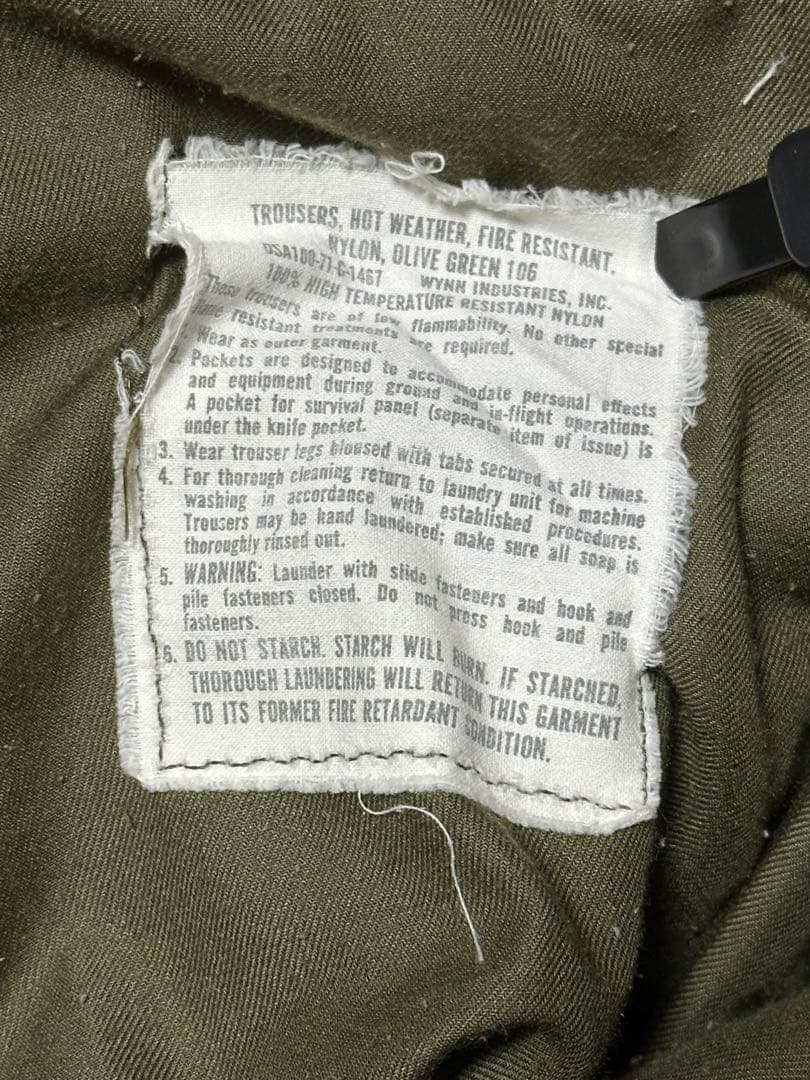 TROUSERS, HOT WEATHER, FIRE RESISTANT,
NYLON, OLIVE GREEN 106
DSA100-71-C-1467 WYNN INDUSTRIES, INC.
100% HIGH TEMPERATURE RESISTANT NYLON
These trousers are of low flammability. No other special
resistant treatments are required.
1. Wear as outer garment.
2. Pockets are designed to accommodate personal effects
and equipment during ground and in-flight operations.
A pocket for survival panel (separate item of issue) is
under the knife pocket.
3. Wear trouser legs bloused with tabs secured at all times.
4. For thorough cleaning return to laundry unit for machine
washing in accordance with established procedures.
Trousers may be hand laundered; make sure all soap is
thoroughly rinsed out.
5. WARNING: Launder with slide fasteners and hook and
pile fasteners closed. Do not press hook and pile
fasteners.
6. DO NOT STARCH. STARCH WILL BURN. IF STARCHED,
THOROUGH LAUNDERING WILL RETURN THIS GARMENT
TO ITS FORMER FIRE RETARDANT CONDITION.